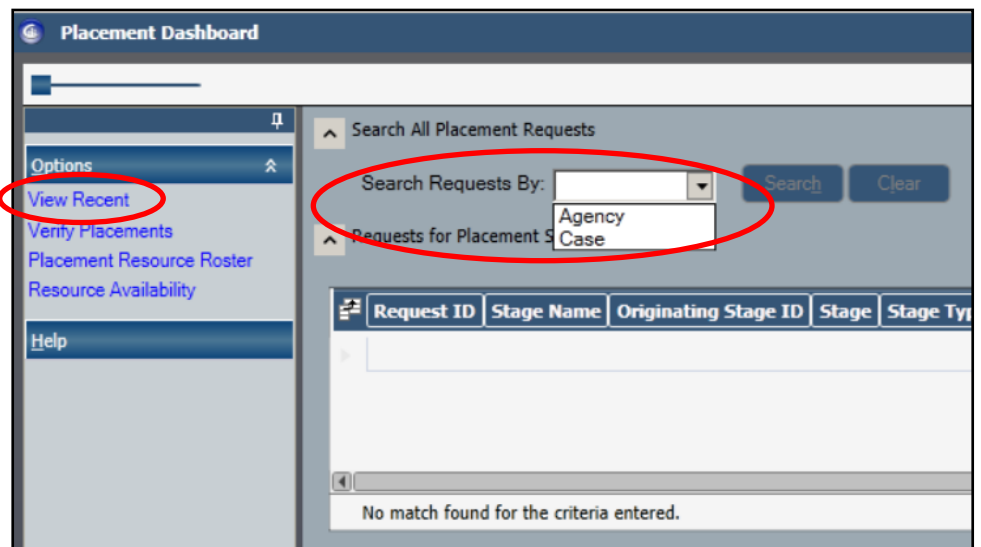 Placement Dashboard
Options
View Recent
Verify Placements
Placement Resource Roster
Resource Availability
Help
Search All Placement Requests
Search Requests By:
Search
Clear
Agency
Case
Requests for Placement S
Request ID Stage Name Originating Stage ID Stage Stage Typ
No match found for the criteria entered.